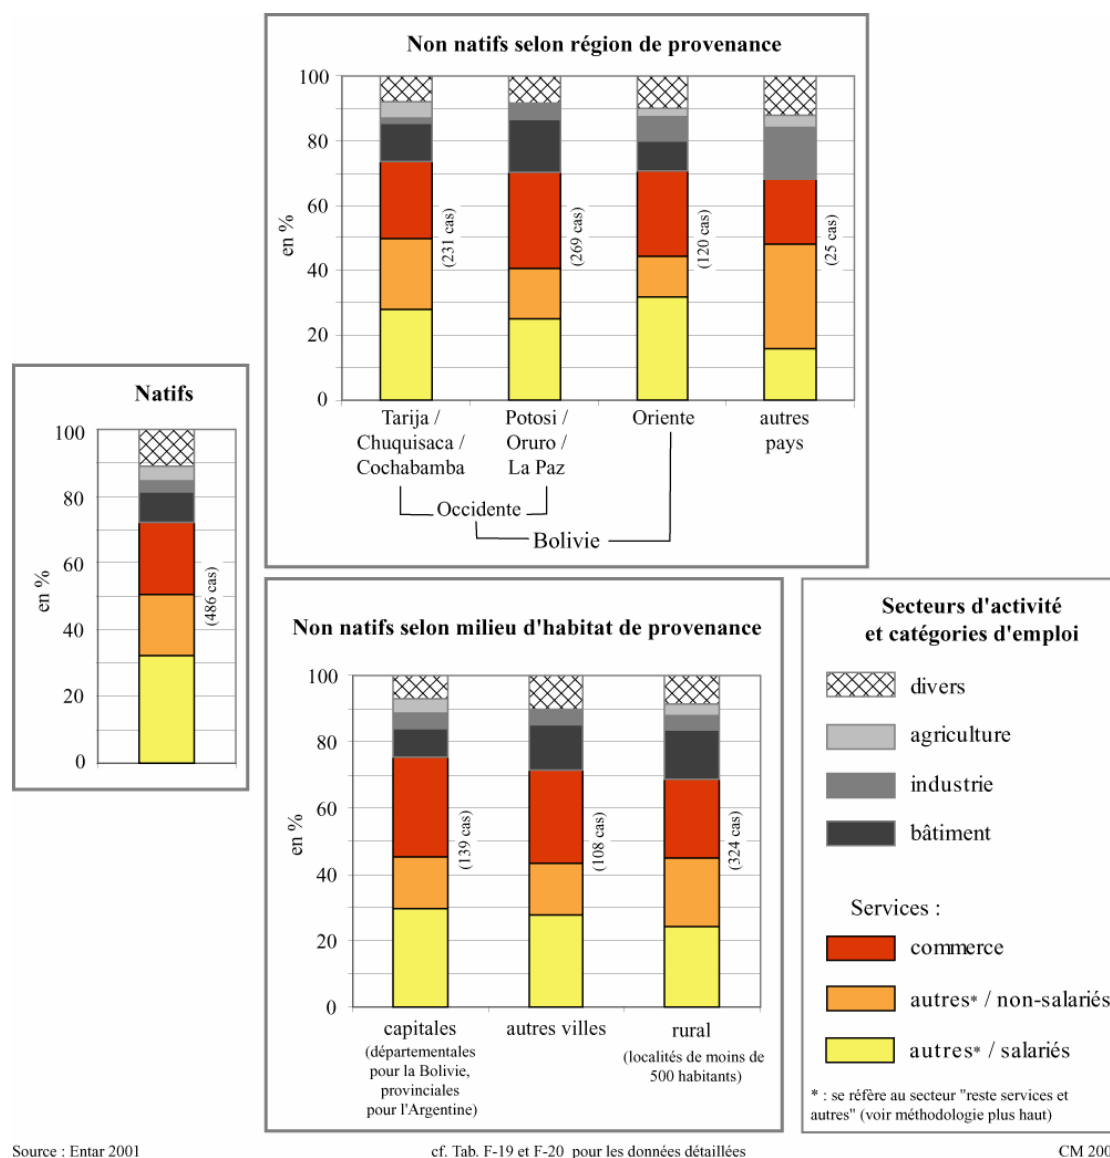 Non natifs selon région de provenance
100
80
60
40
20
0
en %
(231 cas)
(269 cas)
(120 cas)
(25 cas)
Tarija /
Chuquisaca /
Cochabamba
Potosi /
Oruro /
La Paz
Oriente
autres
pays
Occidente
Bolivie
Natifs
100
80
60
40
20
0
en %
(486 cas)
Non natifs selon milieu d'habitat de provenance
100
80
60
40
20
0
en %
(139 cas)
(108 cas)
(324 cas)
capitales
(départementales
pour la Bolivie,
provinciales
pour l'Argentine)
autres villes
rural
(localités de moins de
500 habitants)
Secteurs d'activité
et catégories d'emploi
divers
agriculture
industrie
bâtiment
Services :
commerce
autres* / non-salariés
autres* / salariés
* : se réfère au secteur "reste services et
autres" (voir méthodologie plus haut)
Source : Entar 2001
cf. Tab. F-19 et F-20 pour les données détaillées
CM 200